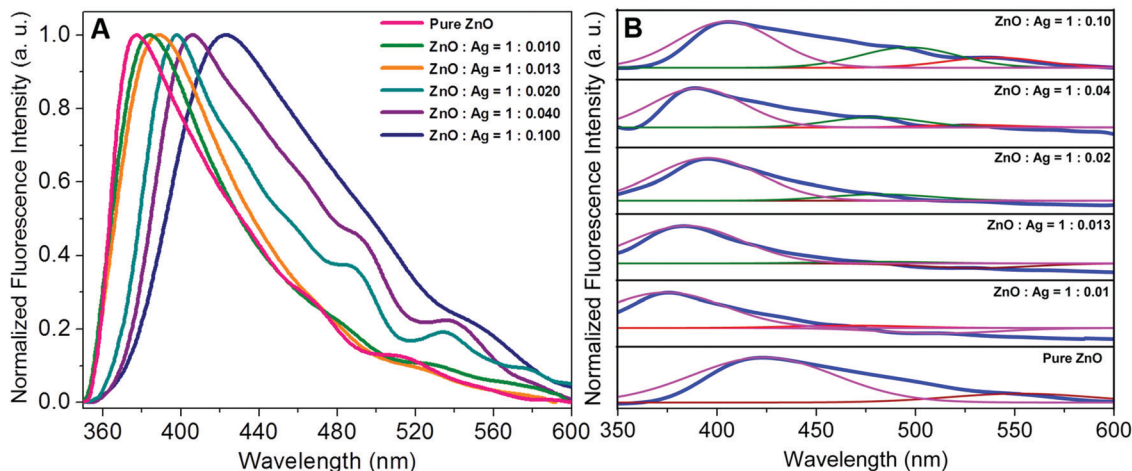 A
Pure ZnO
ZnO : Ag = 1 : 0.010
ZnO : Ag = 1 : 0.013
ZnO : Ag = 1 : 0.020
ZnO : Ag = 1 : 0.040
ZnO : Ag = 1 : 0.100
Normalized Fluorescence Intensity (a. u.)
1.0
0.8
0.6
0.4
0.2
0.0
360 400 440 480 520 560 600
Wavelength (nm)
B
Normalized Fluorescence Intensity (a. u.)
ZnO : Ag = 1 : 0.10
ZnO : Ag = 1 : 0.04
ZnO : Ag = 1 : 0.02
ZnO : Ag = 1 : 0.013
ZnO : Ag = 1 : 0.01
Pure ZnO
350 400 450 500 550 600
Wavelength (nm)